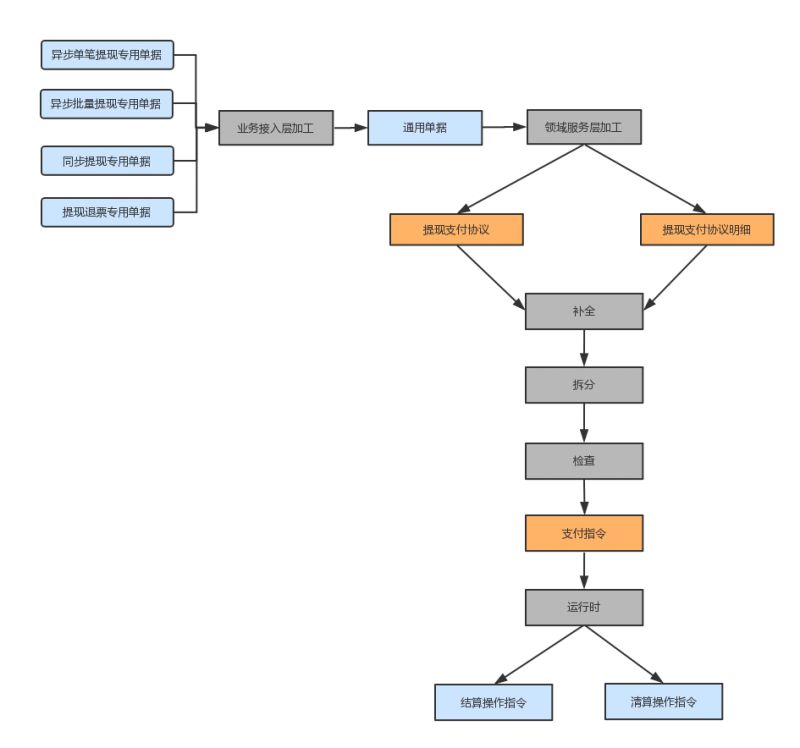 异步单笔提现专用单据
异步批量提现专用单据
同步提现专用单据
提现退票专用单据
业务接入层加工
通用单据
领域服务层加工
提现支付协议
提现支付协议明细
补全
拆分
检查
支付指令
运行时
结算操作指令
清算操作指令